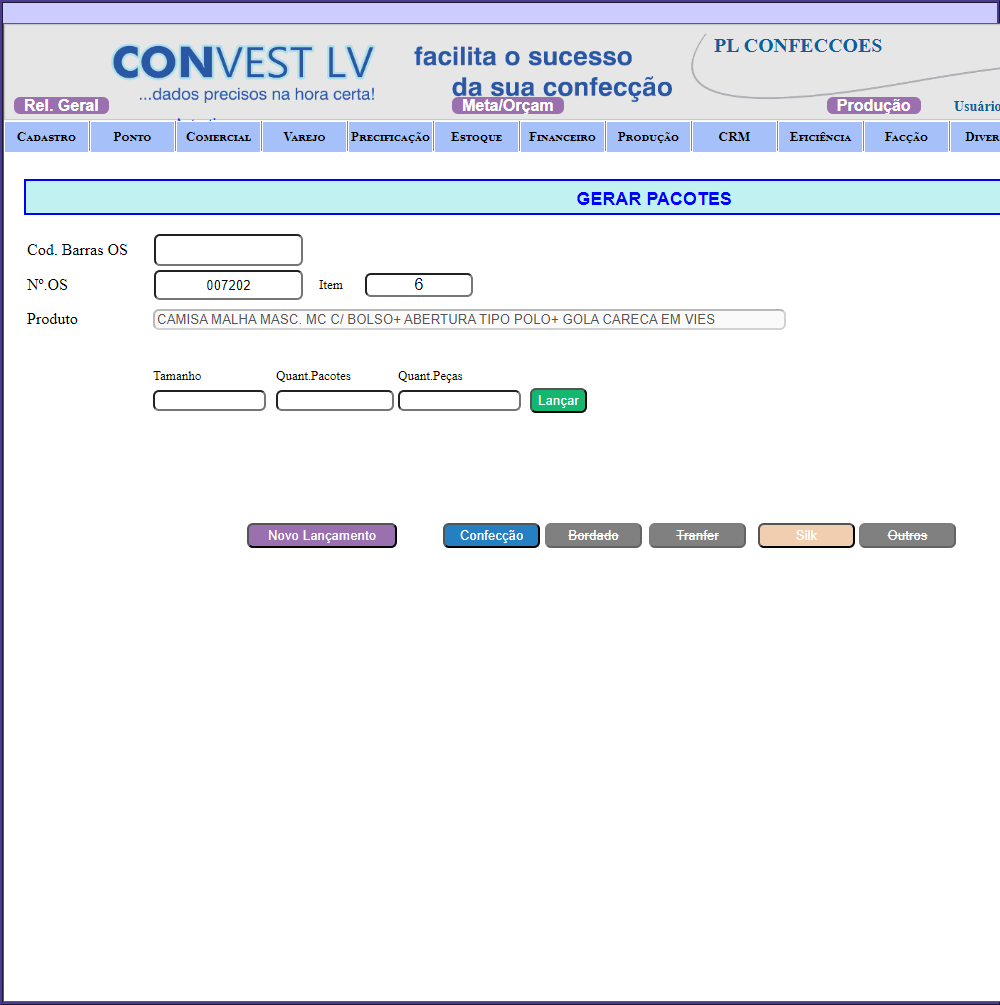 CONVEST LV
...dados precisos na hora certa!
facilita o sucesso
da sua confecção
PL CONFECCOES
Rel. Geral
Meta/Orçam
Produção
Usuário
Cadastro Ponto Comercial Varejo Precificação Estoque Financeiro Produção CRM Eficiência Facção Diver
GERAR PACOTES
Cod. Barras OS
Nº.OS 007202 Item 6
Produto CAMISA MALHA MASC. MC C/ BOLSO+ ABERTURA TIPO POLO+ GOLA CARECA EM VIES
Tamanho Quant.Pacotes Quant.Peças
Lançar
Novo Lançamento Confecção Bordado Tranfer Silk Outros